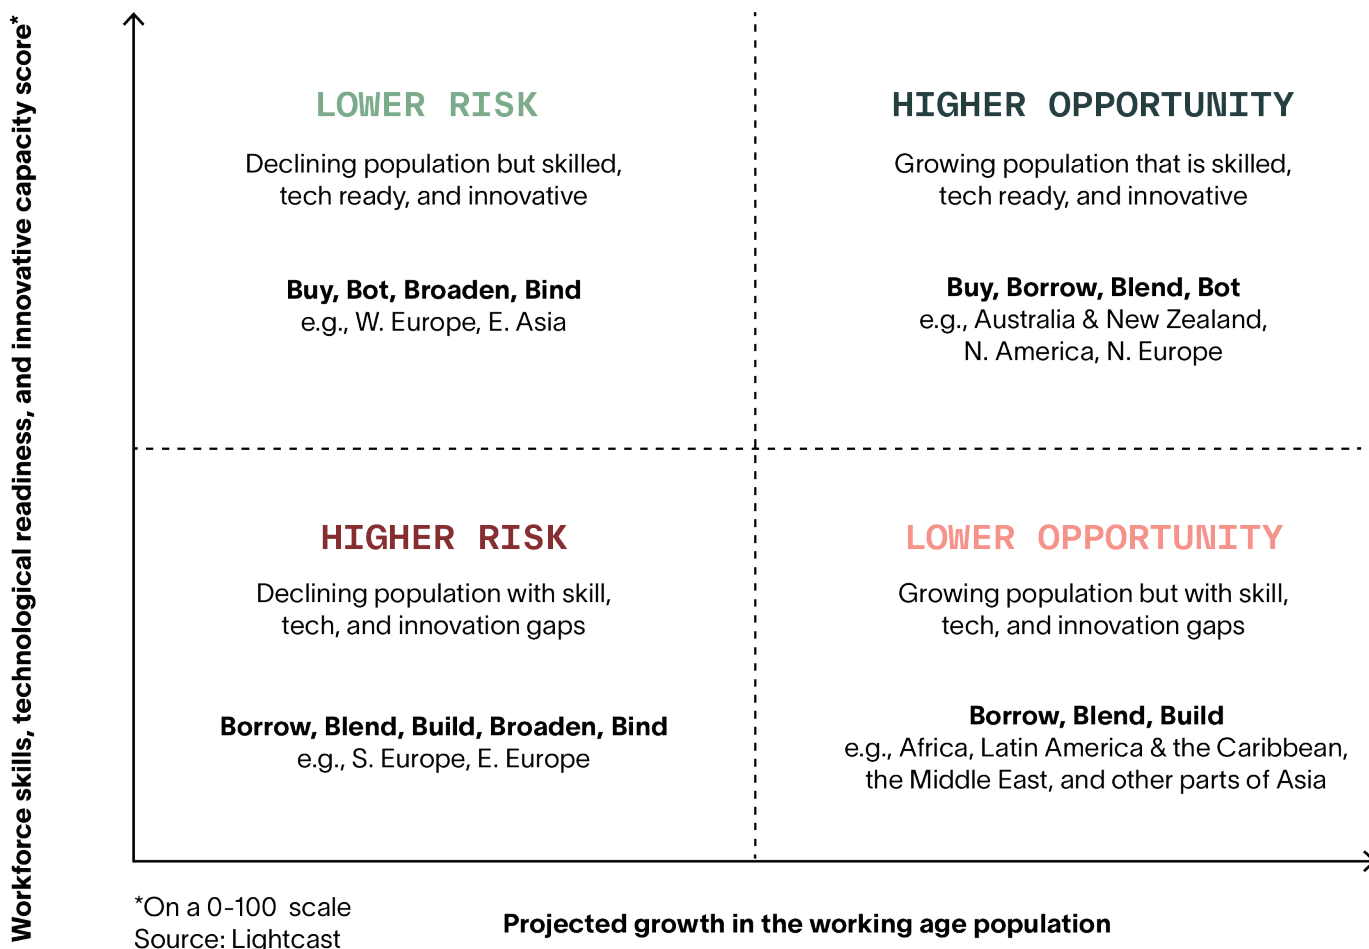 Workforce skills, technological readiness, and innovative capacity score*
LOWER RISK
Declining population but skilled,
tech ready, and innovative
Buy, Bot, Broaden, Bind
e.g., W. Europe, E. Asia
HIGHER OPPORTUNITY
Growing population that is skilled,
tech ready, and innovative
Buy, Borrow, Blend, Bot
e.g., Australia & New Zealand,
N. America, N. Europe
HIGHER RISK
Declining population with skill,
tech, and innovation gaps
Borrow, Blend, Build, Broaden, Bind
e.g., S. Europe, E. Europe
LOWER OPPORTUNITY
Growing population but with skill,
tech, and innovation gaps
Borrow, Blend, Build
e.g., Africa, Latin America & the Caribbean,
the Middle East, and other parts of Asia
*On a 0-100 scale
Source: Lightcast
Projected growth in the working age population